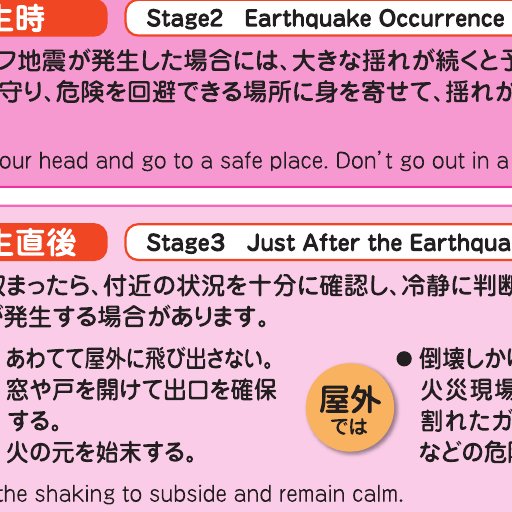 生時 Stage2 Earthquake Occurrence
フ地震が発生した場合には、大きな揺れが続くと予
守り、危険を回避できる場所に身を寄せて、揺れが
our head and go to a safe place. Don't go out in a
生直後 Stage3 Just After the Earthqua
まったら、付近の状況を十分に確認し、冷静に判断
発生する場合があります。
あわてて屋外に飛び出さない。
窓や戸を開けて出口を確保
する。
火の元を始末する。
屋外
では
● 倒壊しかけ
火災現場
割れたガ
などの危険
the shaking to subside and remain calm.